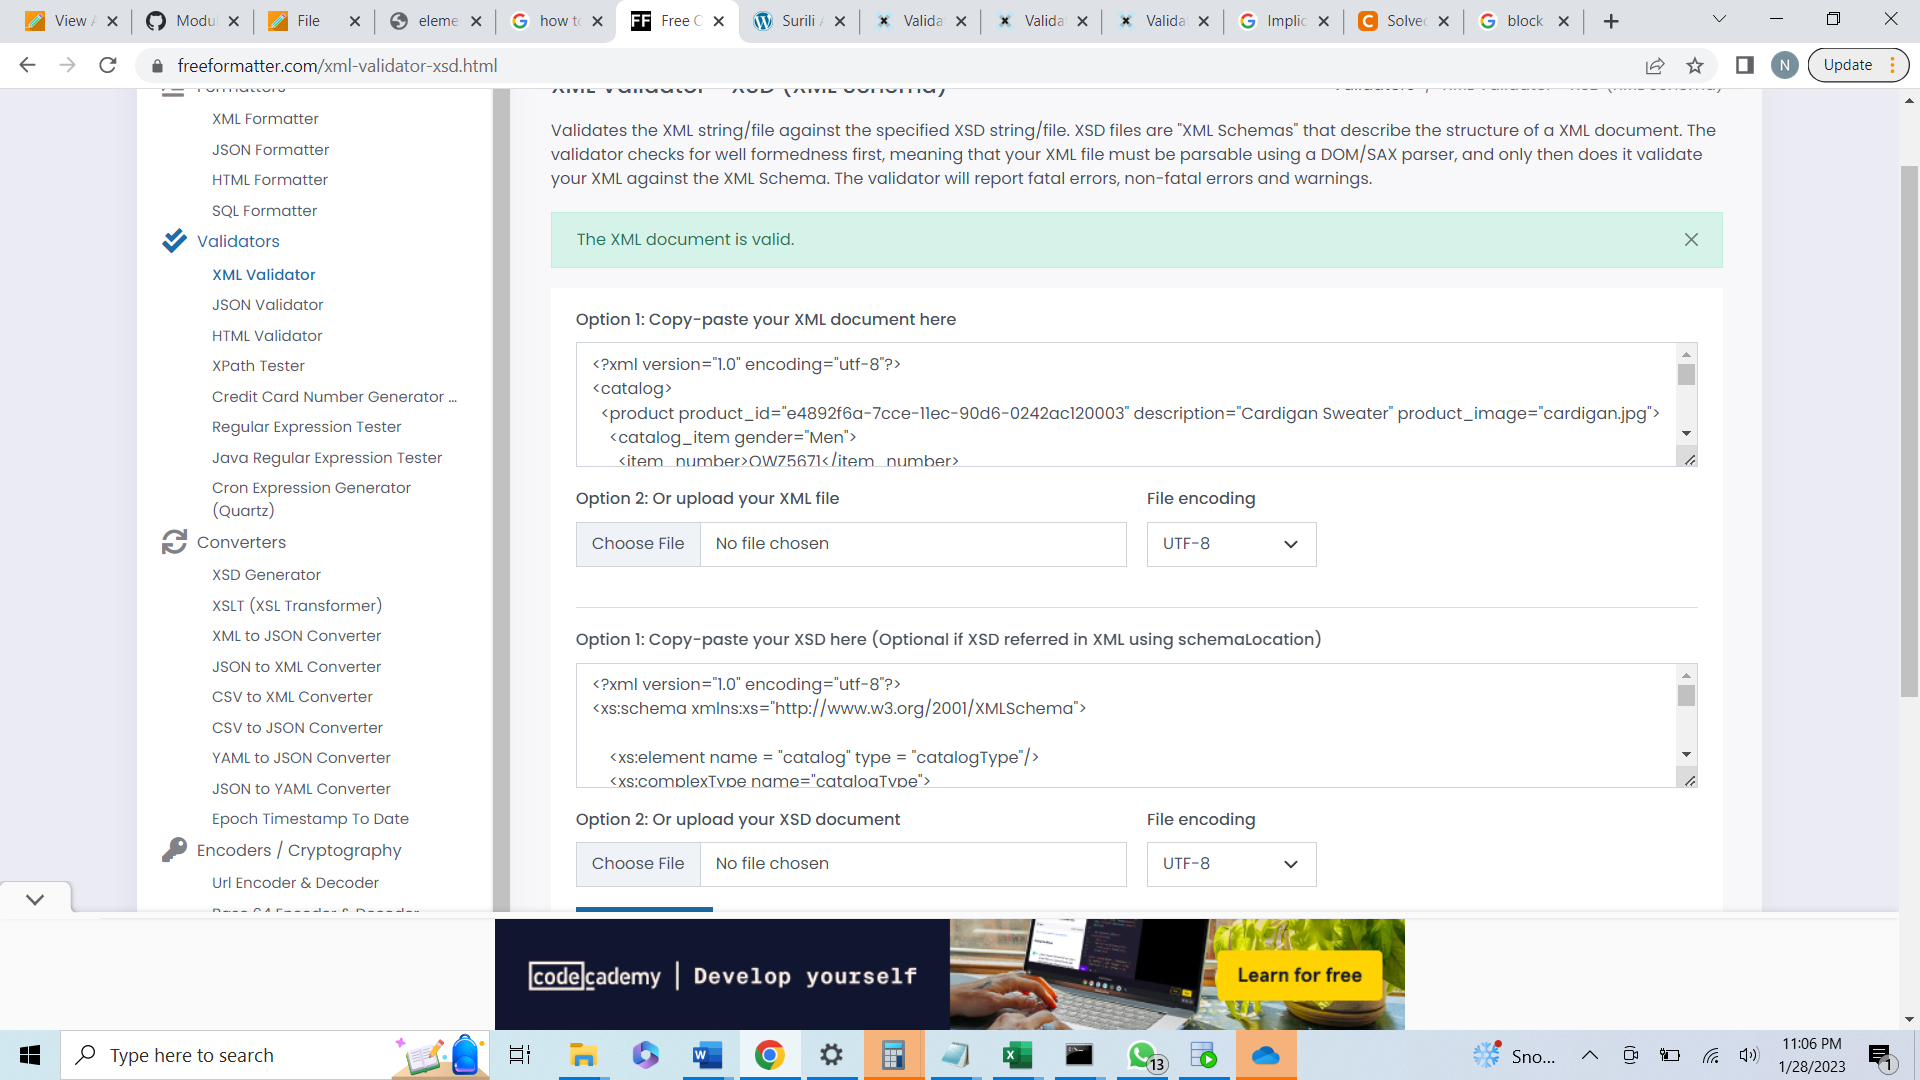 View A
Modul
File
eleme
how to
Free C
Surili A
Valida
Valida
Valida
Implic
Solved
block
freeformatter.com/xml-validator-xsd.html
N
Update
Formatters
XML Formatter
JSON Formatter
HTML Formatter
SQL Formatter
Validators
XML Validator
JSON Validator
HTML Validator
XPath Tester
Credit Card Number Generator ...
Regular Expression Tester
Java Regular Expression Tester
Cron Expression Generator
(Quartz)
Converters
XSD Generator
XSLT (XSL Transformer)
XML to JSON Converter
JSON to XML Converter
CSV to XML Converter
CSV to JSON Converter
YAML to JSON Converter
JSON to YAML Converter
Epoch Timestamp To Date
Encoders / Cryptography
Url Encoder & Decoder
XML Validator - XSD (XML Schema)
Validates the XML string/file against the specified XSD string/file. XSD files are "XML Schemas" that describe the structure of a XML document. The
validator checks for well formedness first, meaning that your XML file must be parsable using a DOM/SAX parser, and only then does it validate
your XML against the XML Schema. The validator will report fatal errors, non-fatal errors and warnings.
The XML document is valid.
Option 1: Copy-paste your XML document here
<?xml version="1.0" encoding="utf-8"?>
<catalog>
<product product_id="e4892f6a-7cce-11ec-90d6-0242ac120003" description="Cardigan Sweater" product_image="cardigan.jpg">
<catalog_item gender="Men">
<item_number>QWZ5671</item_number>
Option 2: Or upload your XML file
File encoding
Choose File
No file chosen
UTF-8
Option 1: Copy-paste your XSD here (Optional if XSD referred in XML using schemaLocation)
<?xml version="1.0" encoding="utf-8"?>
<xs:schema xmlns:xs="http://www.w3.org/2001/XMLSchema">
<xs:element name = "catalog" type = "catalogType"/>
<xs:complexType name="catalogType">
Option 2: Or upload your XSD document
File encoding
Choose File
No file chosen
UTF-8
codecademy | Develop yourself
Learn for free
Type here to search
13
Sno...
11:06 PM
1/28/2023
1